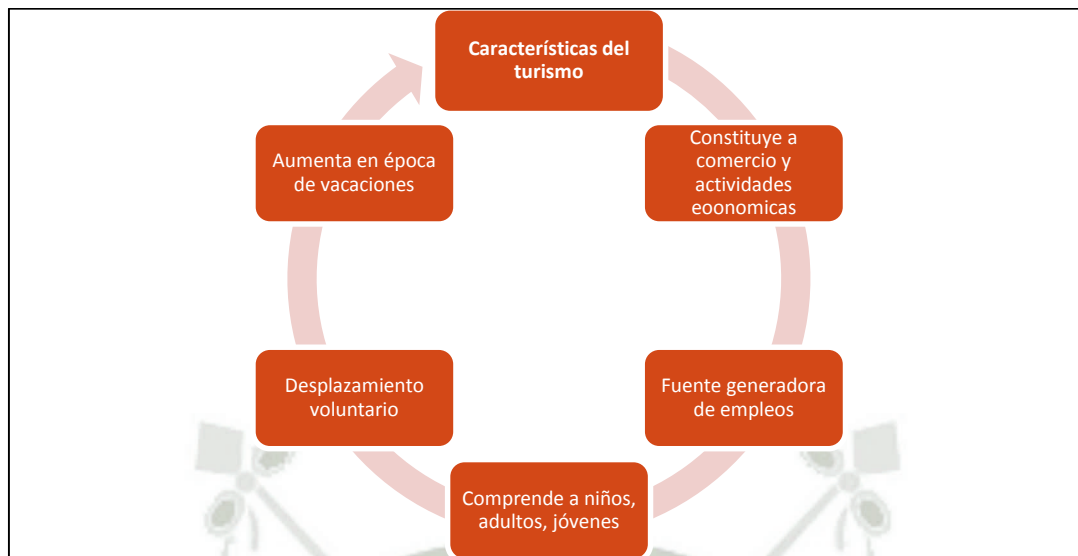 Características del
turismo
Constituye a
comercio y
actividades
eoonomicas
Fuente generadora
de empleos
Comprende a niños,
adultos, jóvenes
Desplazamiento
voluntario
Aumenta en época
de vacaciones